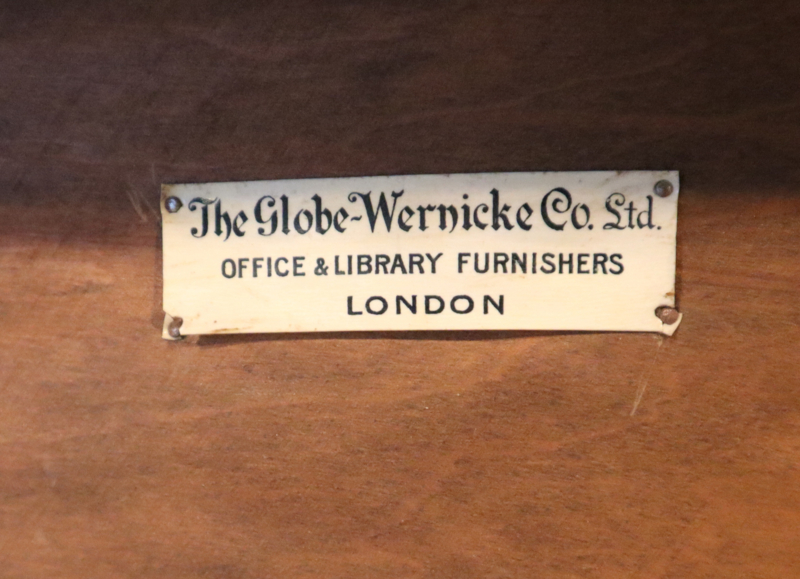 The Globe-Wernicke Co. Ltd.
OFFICE & LIBRARY FURNISHERS
LONDON